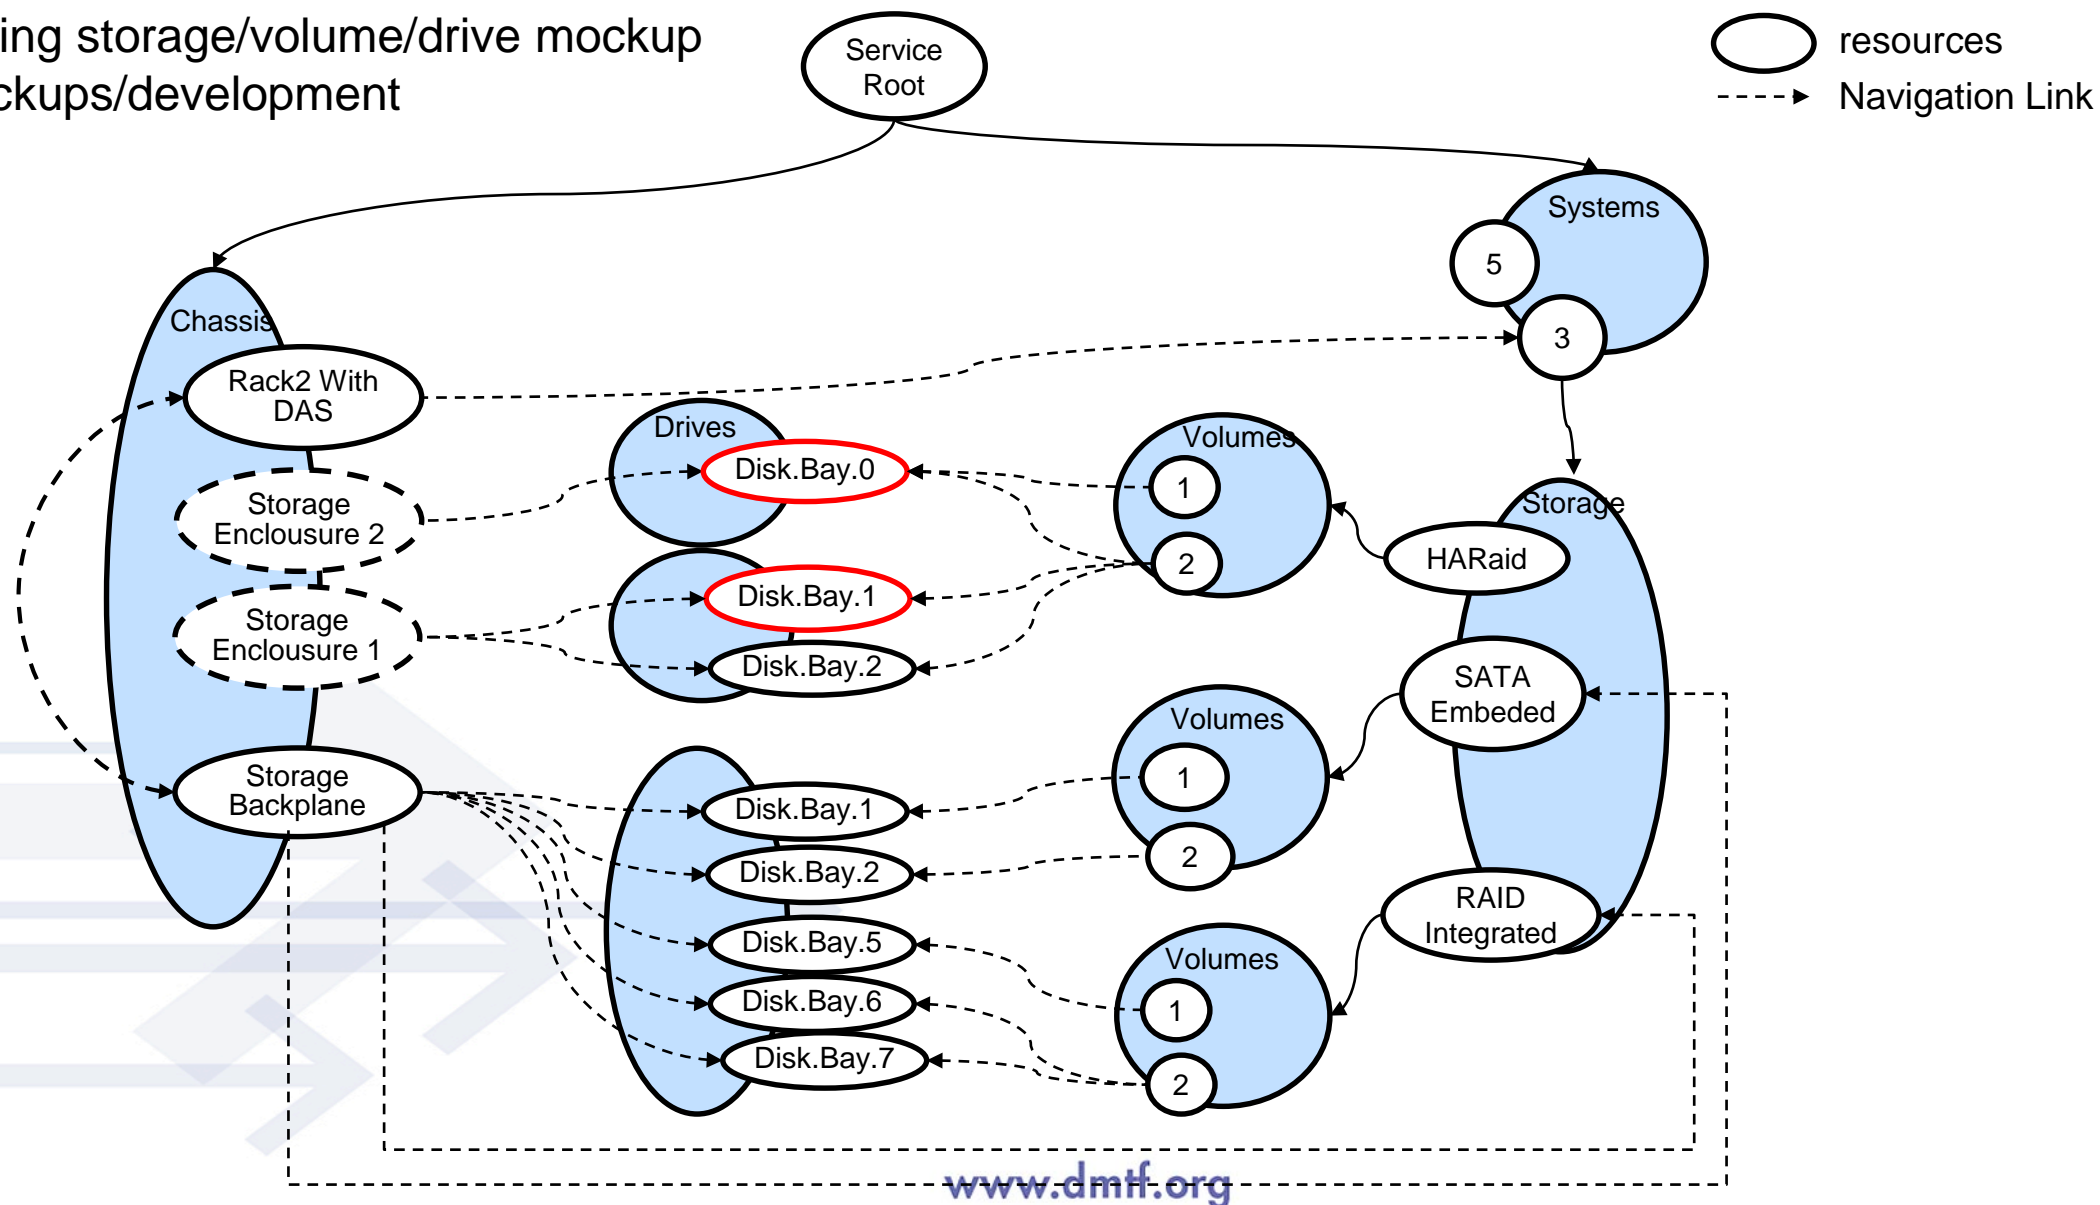 ing storage/volume/drive mockup
ckups/development
Service
Root
resources
Navigation Link
Systems
5
3
Chassis
Rack2 With
DAS
Storage
Enclousure 2
Storage
Enclousure 1
Storage
Backplane
Drives
Disk.Bay.0
Disk.Bay.1
Disk.Bay.2
Disk.Bay.1
Disk.Bay.2
Disk.Bay.5
Disk.Bay.6
Disk.Bay.7
Volumes
1
2
Volumes
1
2
Volumes
1
2
Storage
HARaid
SATA
Embeded
RAID
Integrated
www.dmtf.org